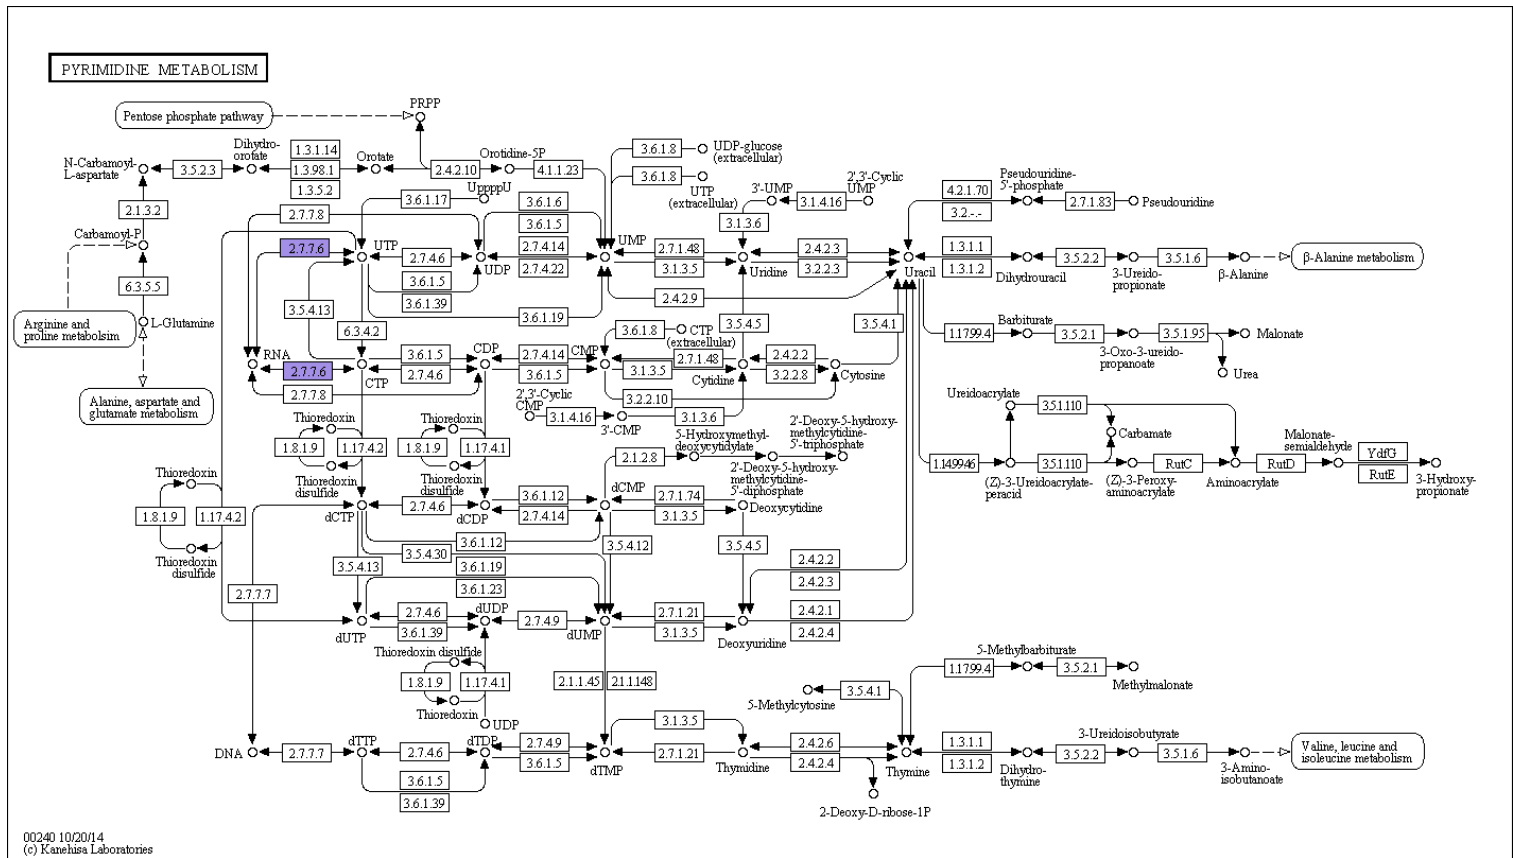 PYRIMIDINE METABOLISM
Pentose phosphate pathway
PRPP
N-Carbamoyl-
L-aspartate
3.5.2.3
Dihydro-
orotate
1.3.1.14
1.3.98.1
1.3.5.2
Orotate
2.4.2.10
Orotidine-5P
4.1.1.23
3.6.1.8
UDP-glucose
(extracellular)
3.6.1.8
UTP
(extracellular)
3'-UMP
3.1.4.16
2',3'-Cyclic
UMP
3.1.3.6
4.2.1.70
3.2.-.-
Pseudouridine-
5'-phosphate
2.7.1.83
Pseudouridine
2.1.3.2
Carbamoyl-P
6.3.5.5
L-Glutamine
Arginine and
proline metabolsim
Alanine, aspartate and
glutamate metabolism
2.7.7.8
3.6.1.17
UppppU
3.6.1.6
3.6.1.5
2.7.4.14
2.7.4.22
2.7.7.6
UTP
2.7.4.6
UDP
3.6.1.5
3.6.1.39
3.6.1.19
UMP
2.7.1.48
3.1.3.5
Uridine
2.4.2.3
3.2.2.3
2.4.2.9
Uracil
1.3.1.1
1.3.1.2
Dihydrouracil
3.5.2.2
3-Ureido-
propionate
3.5.1.6
β-Alanine
β-Alanine metabolism
3.5.4.13
6.3.4.2
3.6.1.8
CTP
(extracellular)
3.5.4.5
3.5.4.1
1.17.99.4
Barbiturate
3.5.2.1
3-Oxo-3-ureido-
propanoate
3.5.1.95
Malonate
Urea
RNA
2.7.7.6
CTP
3.6.1.5
2.7.4.6
CDP
2.7.4.14
3.6.1.5
CMP
2.7.1.48
3.1.3.5
Cytidine
2.4.2.2
3.2.2.8
Cytosine
2.7.7.8
3.2.2.10
2',3'-Cyclic
CMP
3.1.4.16
3'-CMP
3.1.3.6
Thioredoxin
1.8.1.9
1.17.4.2
Thioredoxin
disulfide
Thioredoxin
1.8.1.9
1.17.4.1
Thioredoxin
disulfide
2.1.2.8
5-Hydroxymethyl-
deoxycytidylate
2'-Deoxy-5-hydroxy-
methylcytidine-
5'-diphosphate
2'-Deoxy-5-hydroxy-
methylcytidine-
5'-triphosphate
Ureidoacrylate
3.5.1.110
Carbamate
1.14.99.46
3.5.1.110
(Z)-3-Ureidoacrylate-
peracid
(Z)-3-Peroxy-
aminoacrylate
RutC
Aminoacrylate
RutD
Malonate-
semialdehyde
YdfG
RutE
3-Hydroxy-
propionate
Thioredoxin
1.8.1.9
1.17.4.2
Thioredoxin
disulfide
dCTP
2.7.4.6
dCDP
3.6.1.12
2.7.4.14
dCMP
2.7.1.74
3.1.3.5
Deoxycytidine
3.6.1.12
3.5.4.30
3.5.4.13
3.6.1.19
3.6.1.23
3.5.4.12
3.5.4.5
2.4.2.2
2.4.2.3
2.7.7.7
dUTP
2.7.4.6
3.6.1.39
dUDP
2.7.4.9
dUMP
2.7.1.21
3.1.3.5
Deoxyuridine
2.4.2.1
2.4.2.4
Thioredoxin disulfide
1.8.1.9
1.17.4.1
Thioredoxin
UDP
2.1.1.45
2.1.1.148
5-Methylcytosine
3.5.4.1
1.17.99.4
5-Methylbarbiturate
3.5.2.1
Methylmalonate
DNA
2.7.7.7
dTTP
2.7.4.6
dTDP
3.6.1.5
3.6.1.39
2.7.4.9
3.6.1.5
dTMP
3.1.3.5
2.7.1.21
Thymidine
2.4.2.6
2.4.2.4
Thymine
2-Deoxy-D-ribose-1P
1.3.1.1
1.3.1.2
Dihydro-
thymine
3.5.2.2
3-Ureidoisobutyrate
3.5.1.6
3-Amino-
isobutanoate
Valine, leucine and
isoleucine metabolism
00240 10/20/14
(c) Kanehisa Laboratories